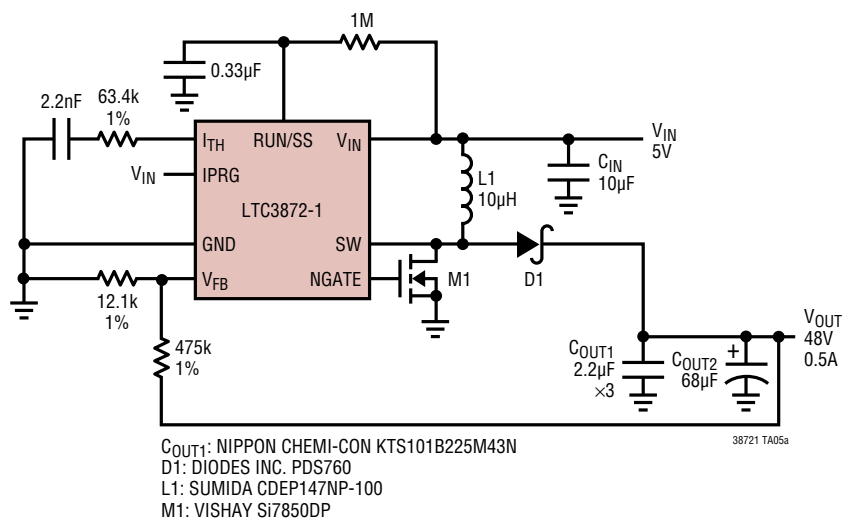 1M
0.33µF
2.2nF
63.4k
1%
ITH
RUN/SS
VIN
VIN
5V
VIN
IPRG
L1
10µH
CIN
10µF
LTC3872-1
GND
SW
VFB
NGATE
M1
D1
12.1k
1%
475k
1%
VOUT
48V
0.5A
COUT1
2.2µF
×3
+
COUT2
68µF
38721 TA05a
COUT1: NIPPON CHEMI-CON KTS101B225M43N
D1: DIODES INC. PDS760
L1: SUMIDA CDEP147NP-100
M1: VISHAY Si7850DP